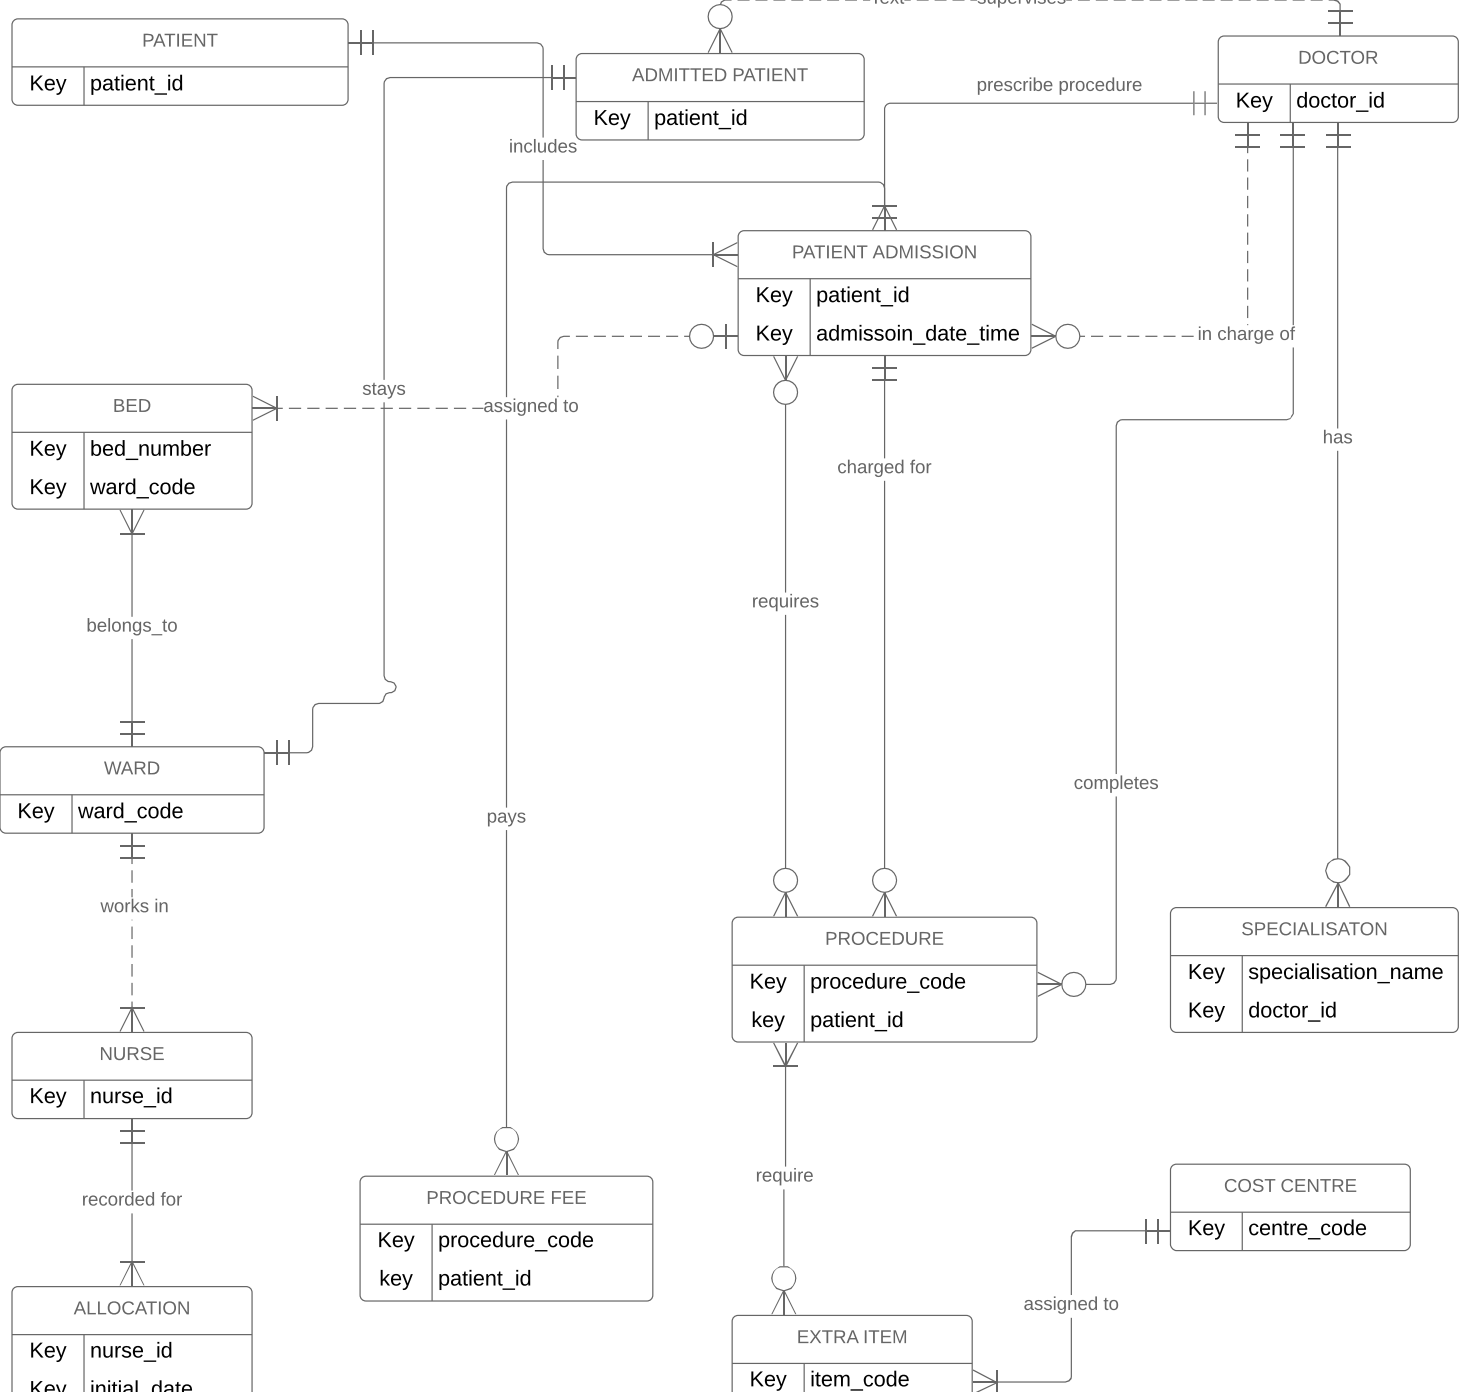 Text
supervises
PATIENT
Key patient_id
ADMITTED PATIENT
Key patient_id
DOCTOR
Key doctor_id
prescribe procedure
includes
PATIENT ADMISSION
Key patient_id
Key admissoin_date_time
in charge of
stays
assigned to
BED
Key bed_number
Key ward_code
has
charged for
requires
belongs_to
WARD
Key ward_code
completes
pays
works in
PROCEDURE
Key procedure_code
key patient_id
SPECIALISATON
Key specialisation_name
Key doctor_id
NURSE
Key nurse_id
require
recorded for
PROCEDURE FEE
Key procedure_code
key patient_id
COST CENTRE
Key centre_code
assigned to
ALLOCATION
Key nurse_id
Key initial_date
EXTRA ITEM
Key item_code